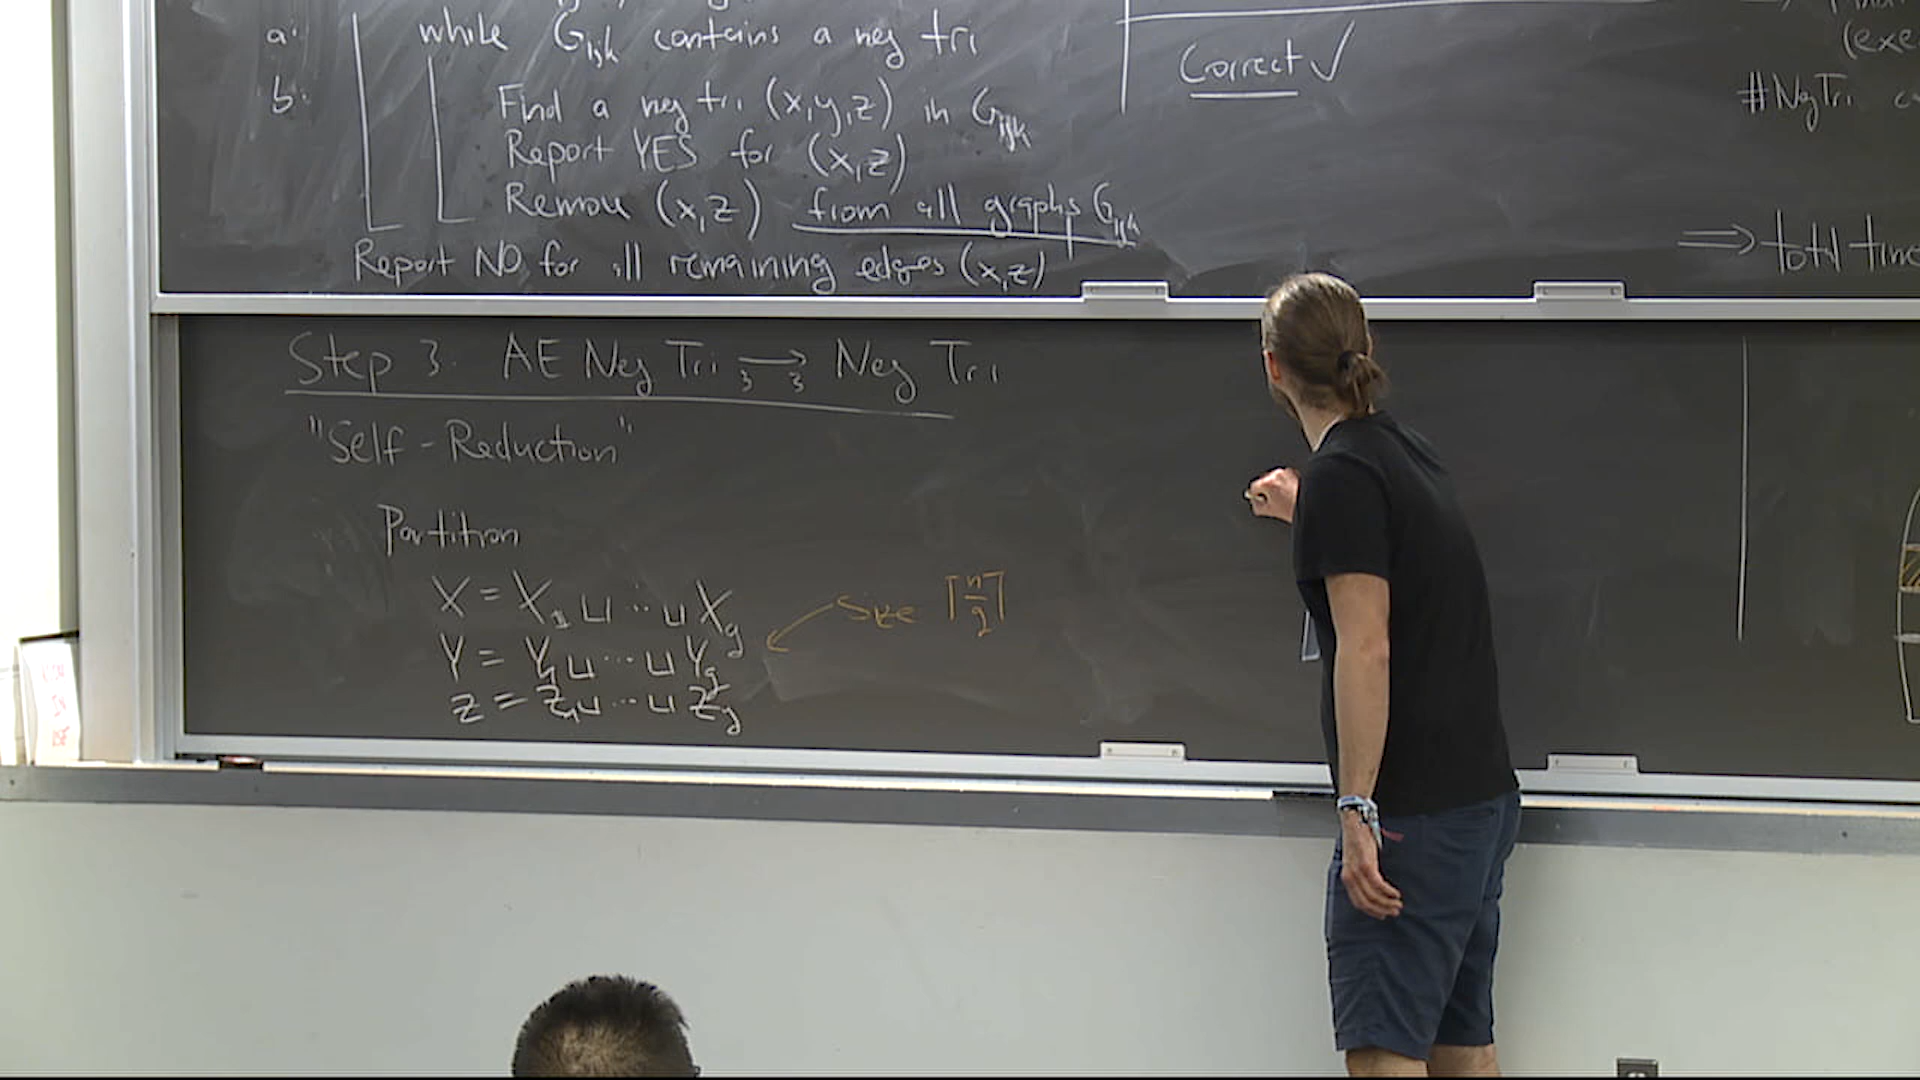 a. while G_ijk contains a neg tri
b. Find a neg tri (x,y,z) in G_ijk
Report YES for (x,z)
Remove (x,z) from all graphs G_ijk
Report NO for all remaining edges (x,z)
Correct ✓
(exe
#NegTri
⇒ total time
Step 3. AE Neg Tri 3→3 Neg Tri
"Self-Reduction"
Partition
X = X_1 ⊔ ... ⊔ X_g
Y = Y_1 ⊔ ... ⊔ Y_g
Z = Z_1 ⊔ ... ⊔ Z_g
Size ⌈n/g⌉